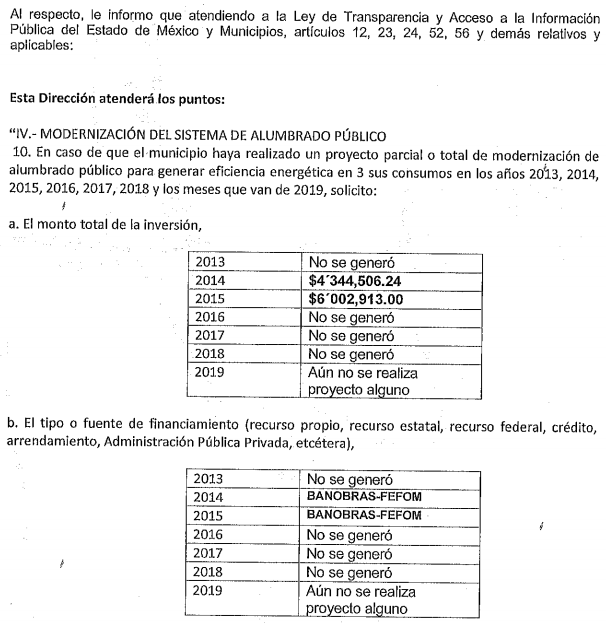 Al respecto, le informo que atendiendo a la Ley de Transparencia y Acceso a la Información
Pública del Estado de México y Municipios, artículos 12, 23, 24, 52, 56 y demás relativos y
aplicables:
Esta Dirección atenderá los puntos:
“IV.- MODERNIZACIÓN DEL SISTEMA DE ALUMBRADO PÚBLICO
10. En caso de que el municipio haya realizado un proyecto parcial o total de modernización de
alumbrado público para generar eficiencia energética en 3 sus consumos en los años 2013, 2014,
2015, 2016, 2017, 2018 y los meses que van de 2019, solicito:
a. El monto total de la inversión,
2013 No se generó
2014 $4´344,506.24
2015 $6´002,913.00
2016 No se generó
2017 No se generó
2018 No se generó
2019 Aún no se realiza
proyecto alguno
b. El tipo o fuente de financiamiento (recurso propio, recurso estatal, recurso federal, crédito,
arrendamiento, Administración Pública Privada, etcétera),
2013 No se generó
2014 BANOBRAS-FEFOM
2015 BANOBRAS-FEFOM
2016 No se generó
2017 No se generó
2018 No se generó
2019 Aún no se realiza
proyecto alguno